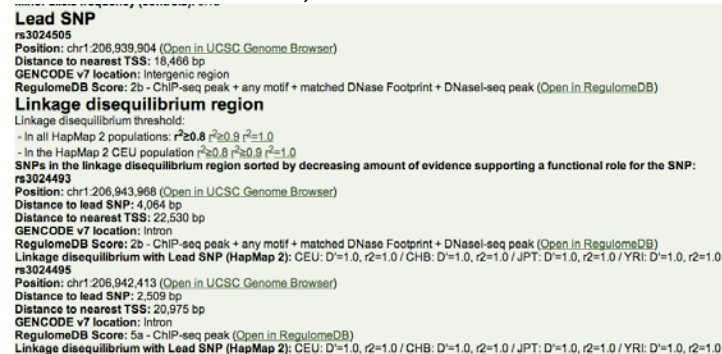 Lead SNP
rs3024505
Position: chr1:206,939,904 (Open in UCSC Genome Browser)
Distance to nearest TSS: 18,466 bp
GENCODE v7 location: Intergenic region
RegulomeDB Score: 2b - ChIP-seq peak + any motif + matched DNase Footprint + DNaseI-seq peak (Open in RegulomeDB)
Linkage disequilibrium region
Linkage disequilibrium threshold:
- In all HapMap 2 populations: r²≥0.8 r²≥0.9 r²=1.0
- In the HapMap 2 CEU population r²≥0.8 r²≥0.9 r²=1.0
SNPs in the linkage disequilibrium region sorted by decreasing amount of evidence supporting a functional role for the SNP:
rs3024493
Position: chr1:206,943,968 (Open in UCSC Genome Browser)
Distance to lead SNP: 4,064 bp
Distance to nearest TSS: 22,530 bp
GENCODE v7 location: Intron
RegulomeDB Score: 2b - ChIP-seq peak + any motif + matched DNase Footprint + DNaseI-seq peak (Open in RegulomeDB)
Linkage disequilibrium with Lead SNP (HapMap 2): CEU: D'=1.0, r2=1.0 / CHB: D'=1.0, r2=1.0 / JPT: D'=1.0, r2=1.0 / YRI: D'=1.0, r2=1.0
rs3024495
Position: chr1:206,942,413 (Open in UCSC Genome Browser)
Distance to lead SNP: 2,509 bp
Distance to nearest TSS: 20,975 bp
GENCODE v7 location: Intron
RegulomeDB Score: 5a - ChIP-seq peak (Open in RegulomeDB)
Linkage disequilibrium with Lead SNP (HapMap 2): CEU: D'=1.0, r2=1.0 / CHB: D'=1.0, r2=1.0 / JPT: D'=1.0, r2=1.0 / YRI: D'=1.0, r2=1.0